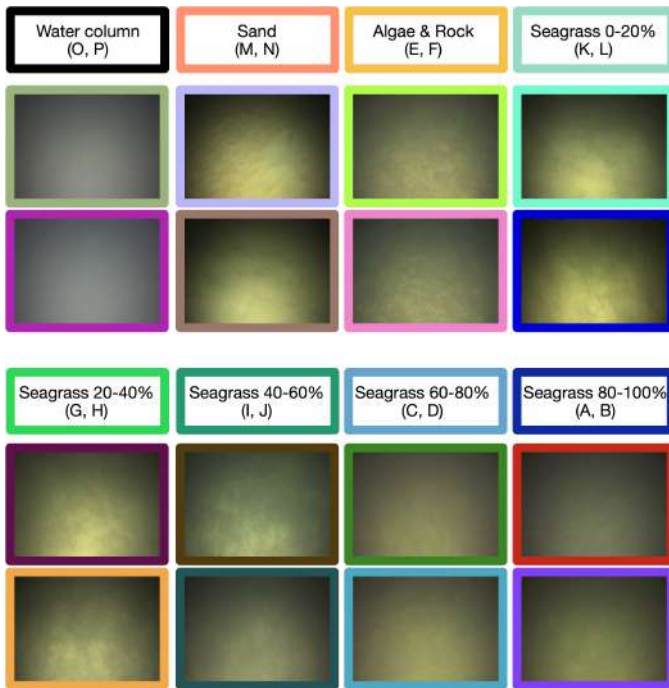 Water column
(O, P)
Sand
(M, N)
Algae & Rock
(E, F)
Seagrass 0-20%
(K, L)
Seagrass 20-40%
(G, H)
Seagrass 40-60%
(I, J)
Seagrass 60-80%
(C, D)
Seagrass 80-100%
(A, B)